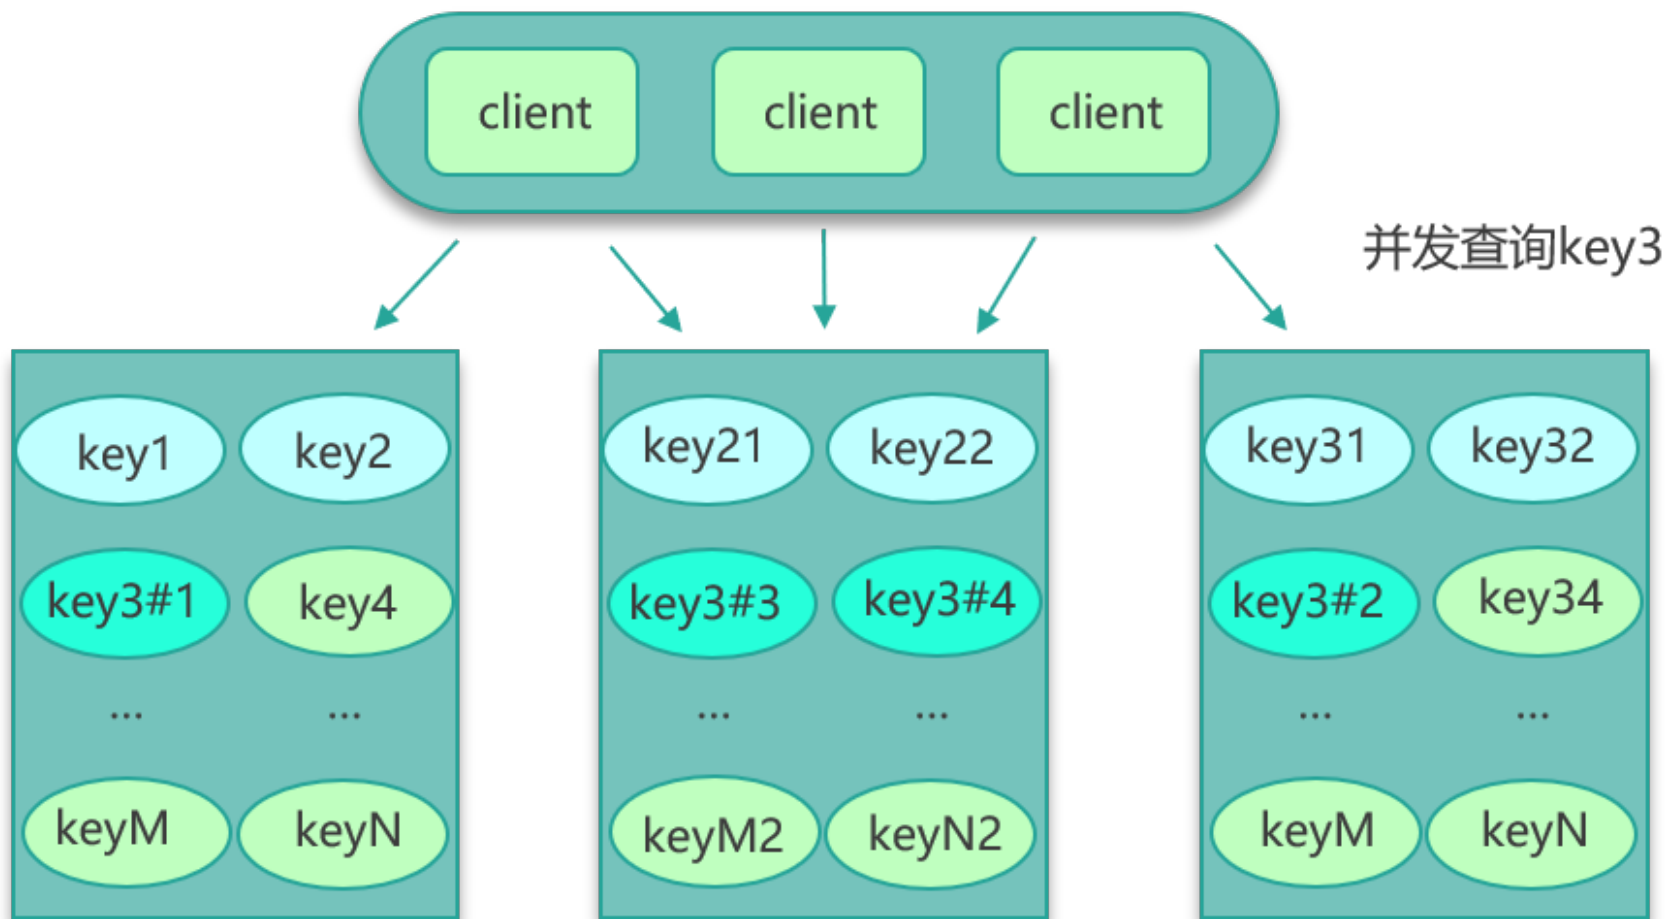 client client client
并发查询key3
key1 key2 key21 key22 key31 key32
key3#1 key4 key3#3 key3#4 key3#2 key34
... ... ... ... ... ...
keyM keyN keyM2 keyN2 keyM keyN